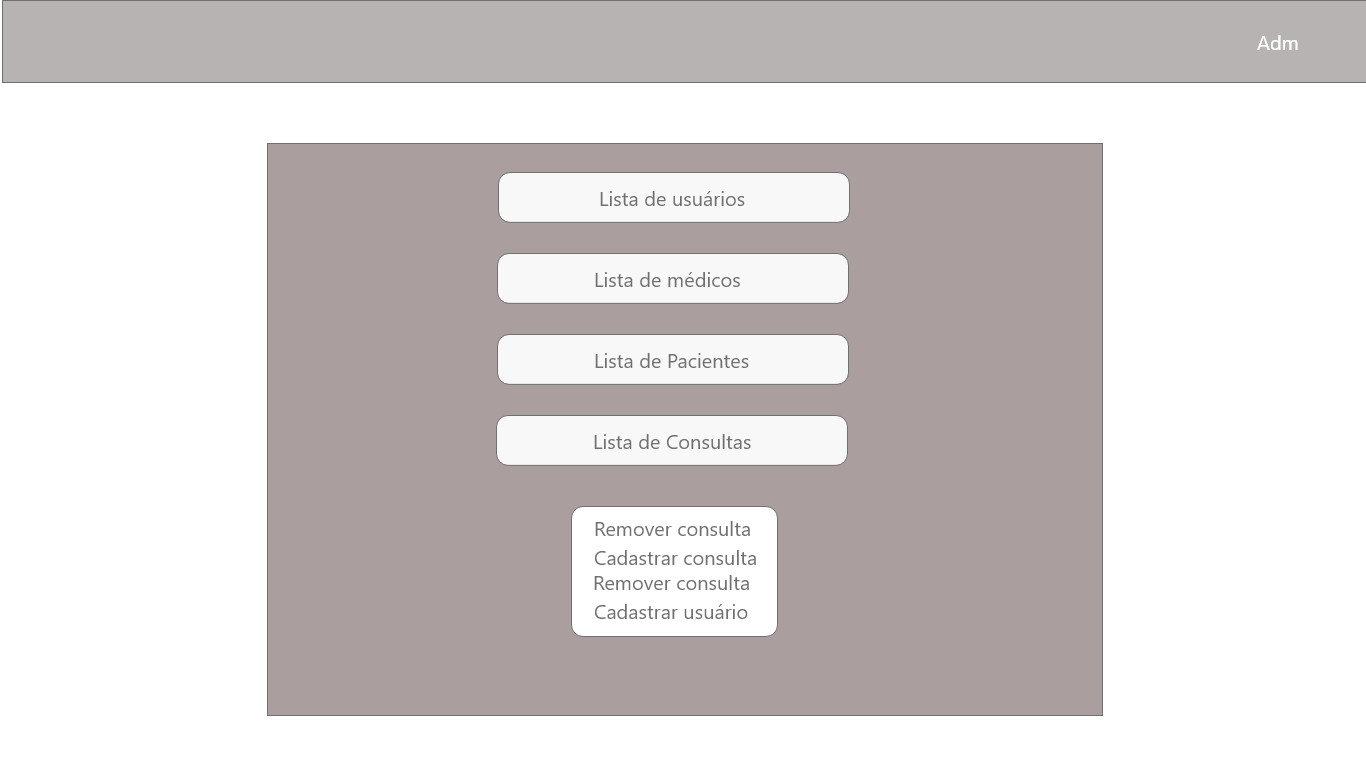 Adm
Lista de usuários
Lista de médicos
Lista de Pacientes
Lista de Consultas
Remover consulta
Cadastrar consulta
Remover consulta
Cadastrar usuário